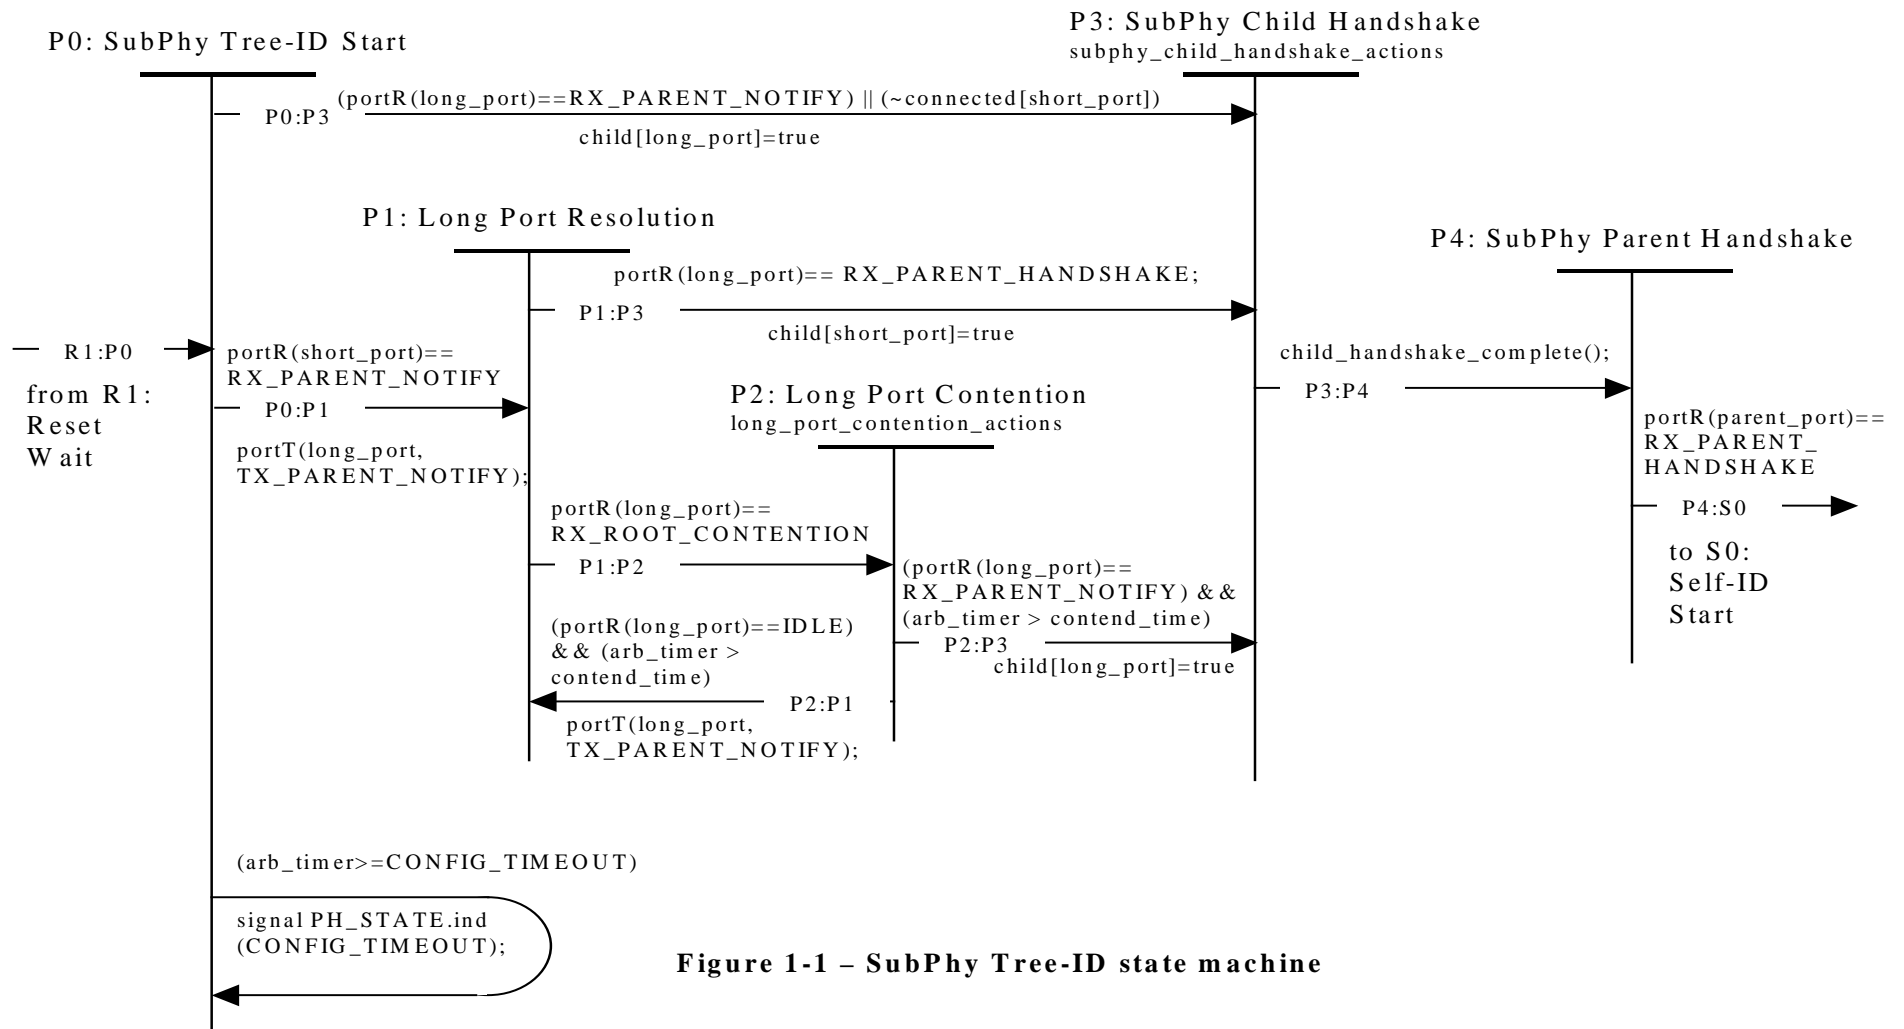 P0: SubPhy Tree-ID Start
P3: SubPhy Child Handshake
subphy_child_handshake_actions
(portR(long_port)==RX_PARENT_NOTIFY) || (~connected[short_port])
P0:P3
child[long_port]=true
P1: Long Port Resolution
P4: SubPhy Parent Handshake
portR(long_port)== RX_PARENT_HANDSHAKE;
P1:P3
child[short_port]=true
R1:P0
from R1:
Reset
Wait
portR(short_port)==
RX_PARENT_NOTIFY
P0:P1
portT(long_port,
TX_PARENT_NOTIFY);
P2: Long Port Contention
long_port_contention_actions
child_handshake_complete();
P3:P4
portR(parent_port)==
RX_PARENT_
HANDSHAKE
P4:S0
to S0:
Self-ID
Start
portR(long_port)==
RX_ROOT_CONTENTION
P1:P2
(portR(long_port)==
RX_PARENT_NOTIFY) &&
(arb_timer > contend_time)
P2:P3
child[long_port]=true
(portR(long_port)==IDLE)
&& (arb_timer >
contend_time)
P2:P1
portT(long_port,
TX_PARENT_NOTIFY);
(arb_timer>=CONFIG_TIMEOUT)
signal PH_STATE.ind
(CONFIG_TIMEOUT);
Figure 1-1 – SubPhy Tree-ID state machine